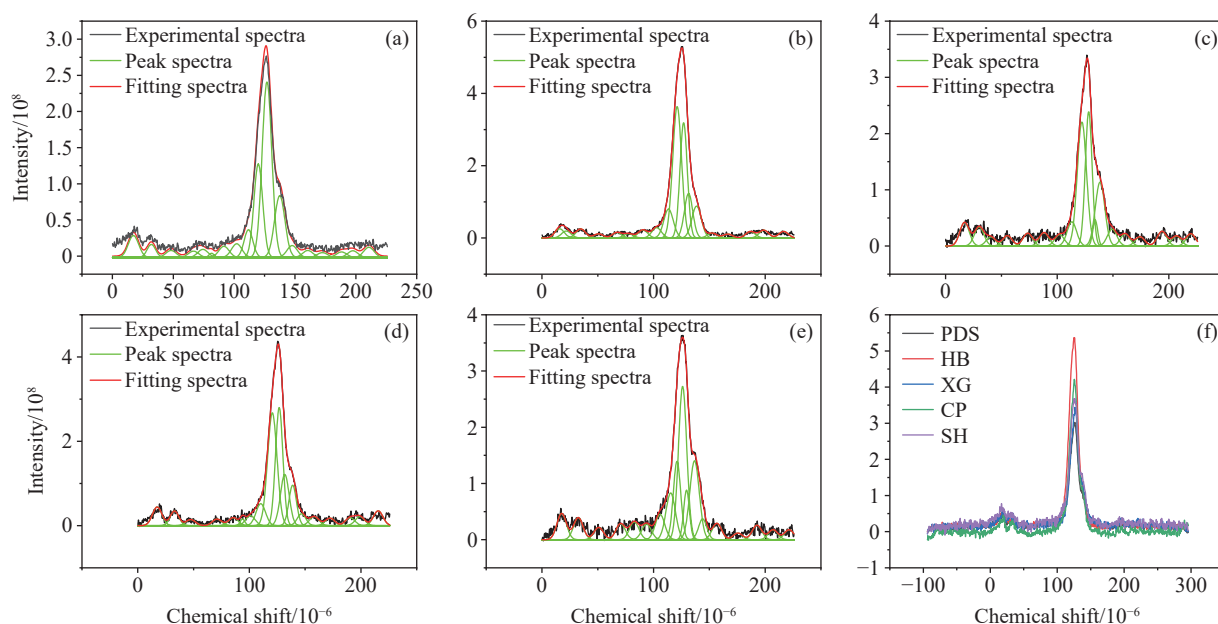 Experimental spectra
Peak spectra
Fitting spectra
(a)
3.0
2.5
2.0
1.5
1.0
0.5
0
Intensity/10⁸
0 50 100 150 200 250
Experimental spectra
Peak spectra
Fitting spectra
(b)
6
4
2
0
0 100 200
Experimental spectra
Peak spectra
Fitting spectra
(c)
4
3
2
1
0
0 100 200
Experimental spectra
Peak spectra
Fitting spectra
(d)
4
2
0
Intensity/10⁸
0 100 200
Chemical shift/10⁻⁶
Experimental spectra
Peak spectra
Fitting spectra
(e)
4
3
2
1
0
0 100 200
Chemical shift/10⁻⁶
PDS
HB
XG
CP
SH
(f)
6
5
4
3
2
1
0
−1
−100 0 100 200 300
Chemical shift/10⁻⁶